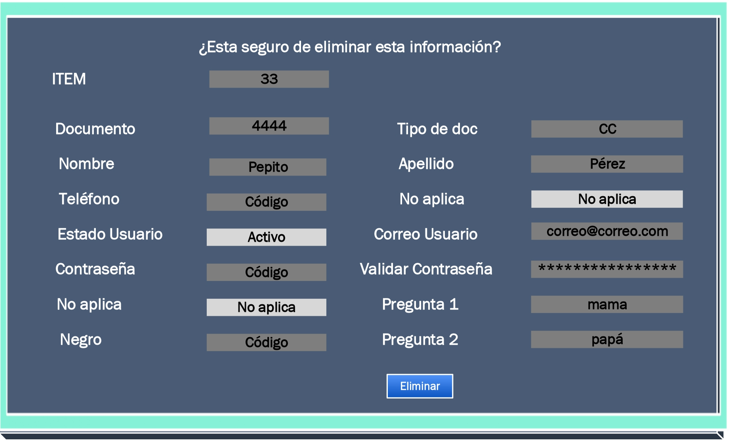 ¿Esta seguro de eliminar esta información?
ITEM 33
Documento 4444 Tipo de doc CC
Nombre Pepito Apellido Pérez
Teléfono Código No aplica No aplica
Estado Usuario Activo Correo Usuario correo@correo.com
Contraseña Código Validar Contraseña ****************
No aplica No aplica Pregunta 1 mama
Negro Código Pregunta 2 papá
Eliminar